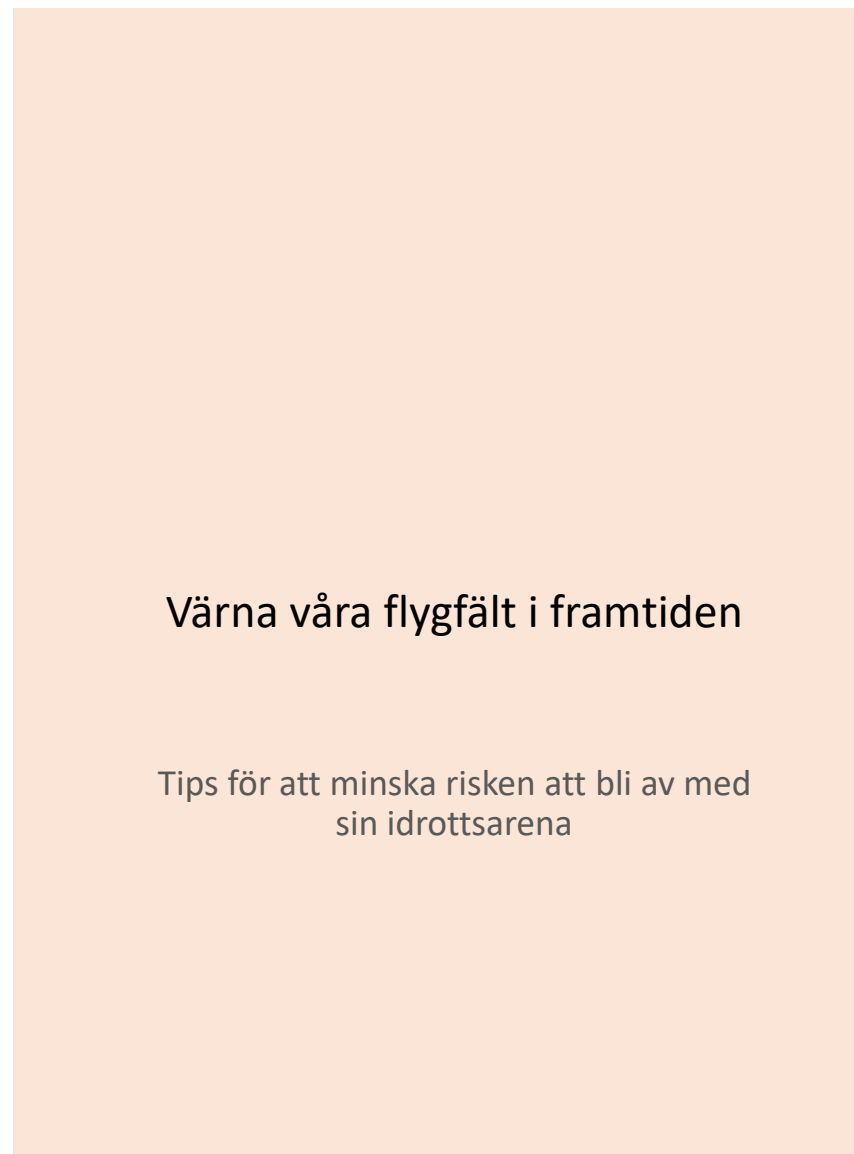 Värna våra flygfält i framtiden
Tips för att minska risken att bli av med
sin idrottsarena